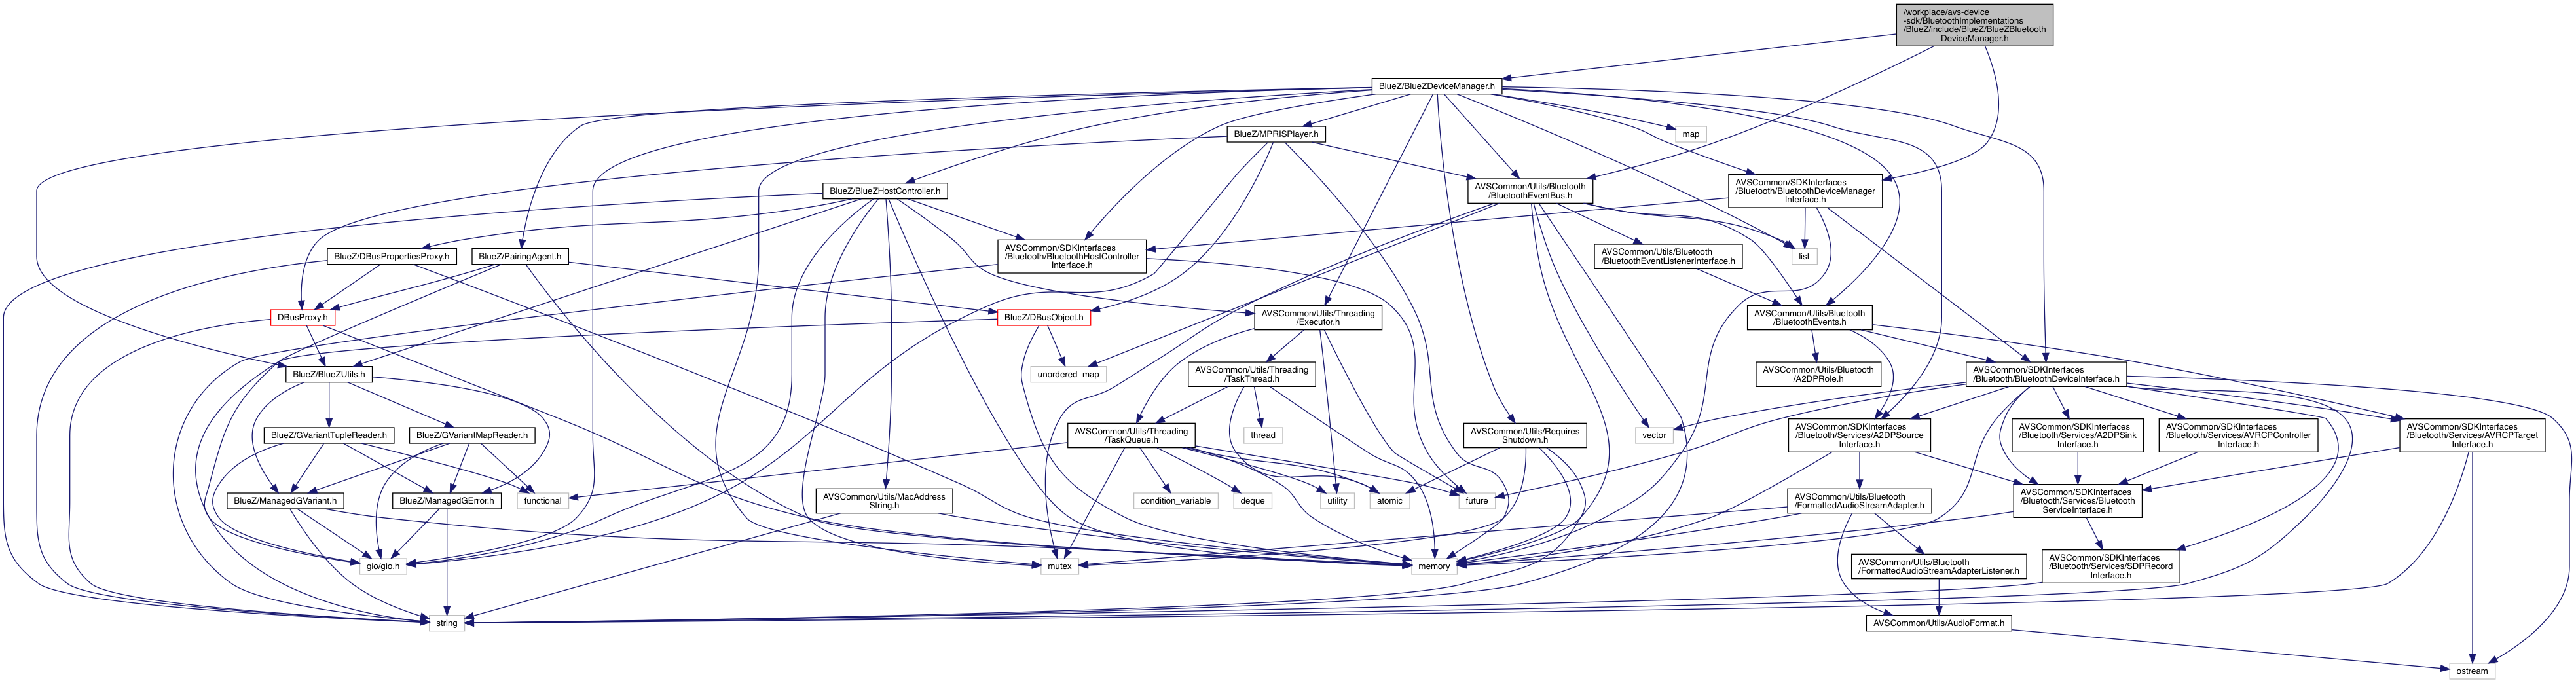 /workplace/avs-device
-sdk/BluetoothImplementations
/BlueZ/include/BlueZ/BlueZBluetooth
DeviceManager.h
BlueZ/BlueZDeviceManager.h
BlueZ/MPRISPlayer.h
map
BlueZ/BlueZHostController.h
AVSCommon/Utils/Bluetooth
/BluetoothEventBus.h
AVSCommon/SDKInterfaces
/Bluetooth/BluetoothDeviceManager
Interface.h
BlueZ/DBusPropertiesProxy.h
BlueZ/PairingAgent.h
AVSCommon/SDKInterfaces
/Bluetooth/BluetoothHostController
Interface.h
AVSCommon/Utils/Bluetooth
/BluetoothEventListenerInterface.h
list
DBusProxy.h
BlueZ/DBusObject.h
AVSCommon/Utils/Threading
/Executor.h
AVSCommon/Utils/Bluetooth
/BluetoothEvents.h
BlueZ/BlueZUtils.h
unordered_map
AVSCommon/Utils/Threading
/TaskThread.h
AVSCommon/Utils/Bluetooth
/A2DPRole.h
AVSCommon/SDKInterfaces
/Bluetooth/BluetoothDeviceInterface.h
BlueZ/GVariantTupleReader.h
BlueZ/GVariantMapReader.h
AVSCommon/Utils/Threading
/TaskQueue.h
thread
AVSCommon/Utils/Requires
Shutdown.h
vector
AVSCommon/SDKInterfaces
/Bluetooth/Services/A2DPSource
Interface.h
AVSCommon/SDKInterfaces
/Bluetooth/Services/A2DPSink
Interface.h
AVSCommon/SDKInterfaces
/Bluetooth/Services/AVRCPController
Interface.h
AVSCommon/SDKInterfaces
/Bluetooth/Services/AVRCPTarget
Interface.h
BlueZ/ManagedGVariant.h
BlueZ/ManagedGError.h
functional
AVSCommon/Utils/MacAddress
String.h
condition_variable
deque
utility
atomic
future
AVSCommon/Utils/Bluetooth
/FormattedAudioStreamAdapter.h
AVSCommon/SDKInterfaces
/Bluetooth/Services/Bluetooth
ServiceInterface.h
gio/gio.h
mutex
memory
AVSCommon/Utils/Bluetooth
/FormattedAudioStreamAdapterListener.h
AVSCommon/SDKInterfaces
/Bluetooth/Services/SDPRecord
Interface.h
string
AVSCommon/Utils/AudioFormat.h
ostream